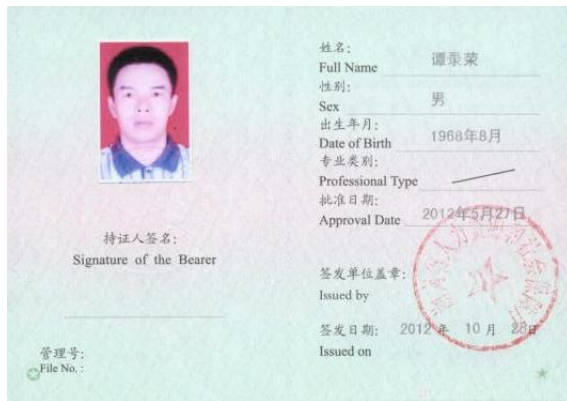 持证人签名:
Signature of the Bearer
管理号:
File No. :
姓名:
Full Name 谭录荣
性别:
Sex 男
出生年月:
Date of Birth 1968年8月
专业类别:
Professional Type
批准日期:
Approval Date 2012年5月27日
签发单位盖章:
Issued by
签发日期: 2012 年 10 月 28日
Issued on